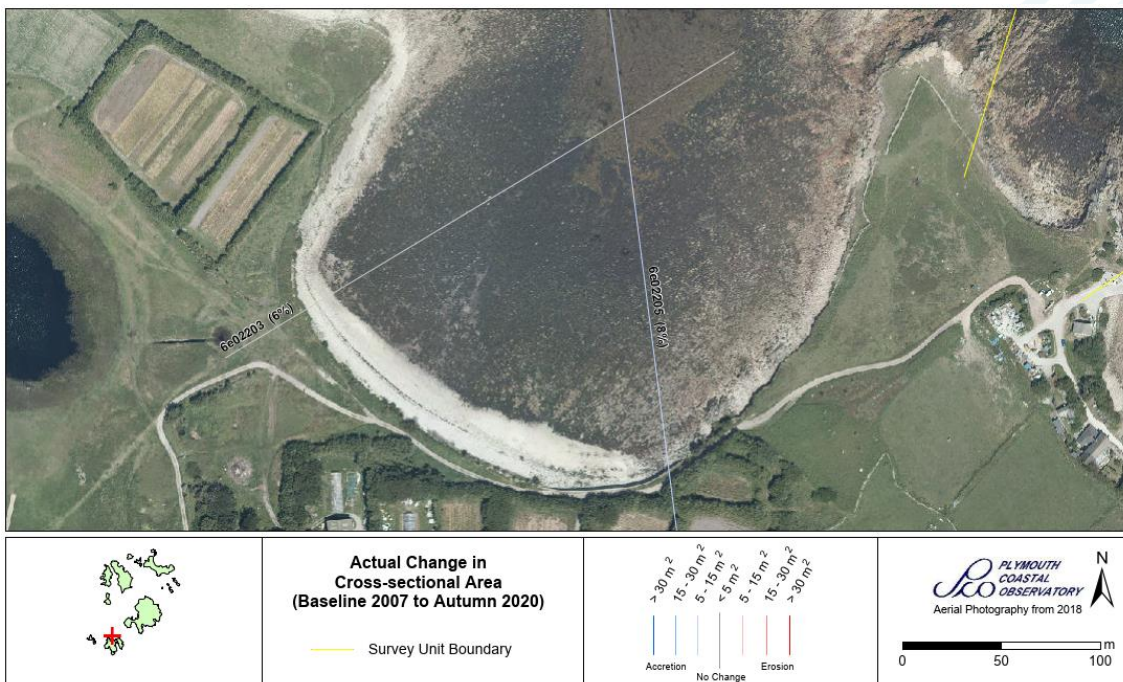 6e02203 (6%)
6e02205 (8%)
Actual Change in
Cross-sectional Area
(Baseline 2007 to Autumn 2020)
Survey Unit Boundary
> 30 m²
15 - 30 m²
5 - 15 m²
< 5 m²
5 - 15 m²
15 - 30 m²
> 30 m²
Accretion
No Change
Erosion
PLYMOUTH
COASTAL
OBSERVATORY
Aerial Photography from 2018
N
m
0 50 100